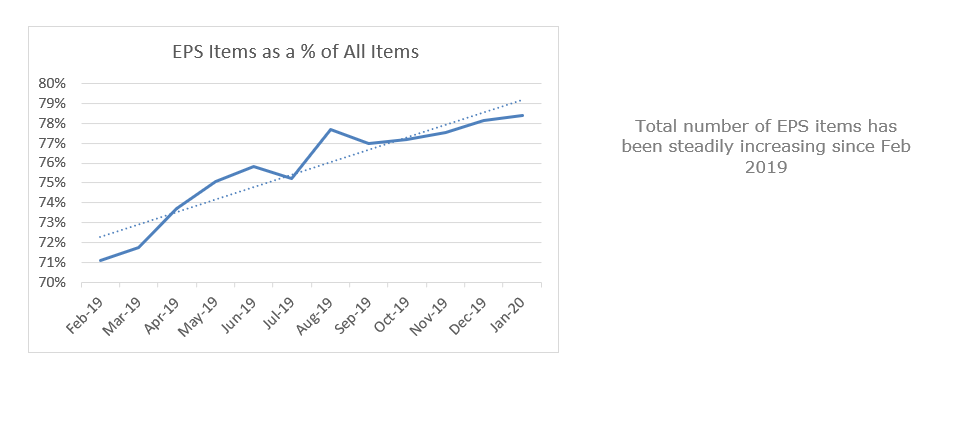 EPS Items as a % of All Items
80%
79%
78%
77%
76%
75%
74%
73%
72%
71%
70%
Feb-19
Mar-19
Apr-19
May-19
Jun-19
Jul-19
Aug-19
Sep-19
Oct-19
Nov-19
Dec-19
Jan-20
Total number of EPS items has
been steadily increasing since Feb
2019